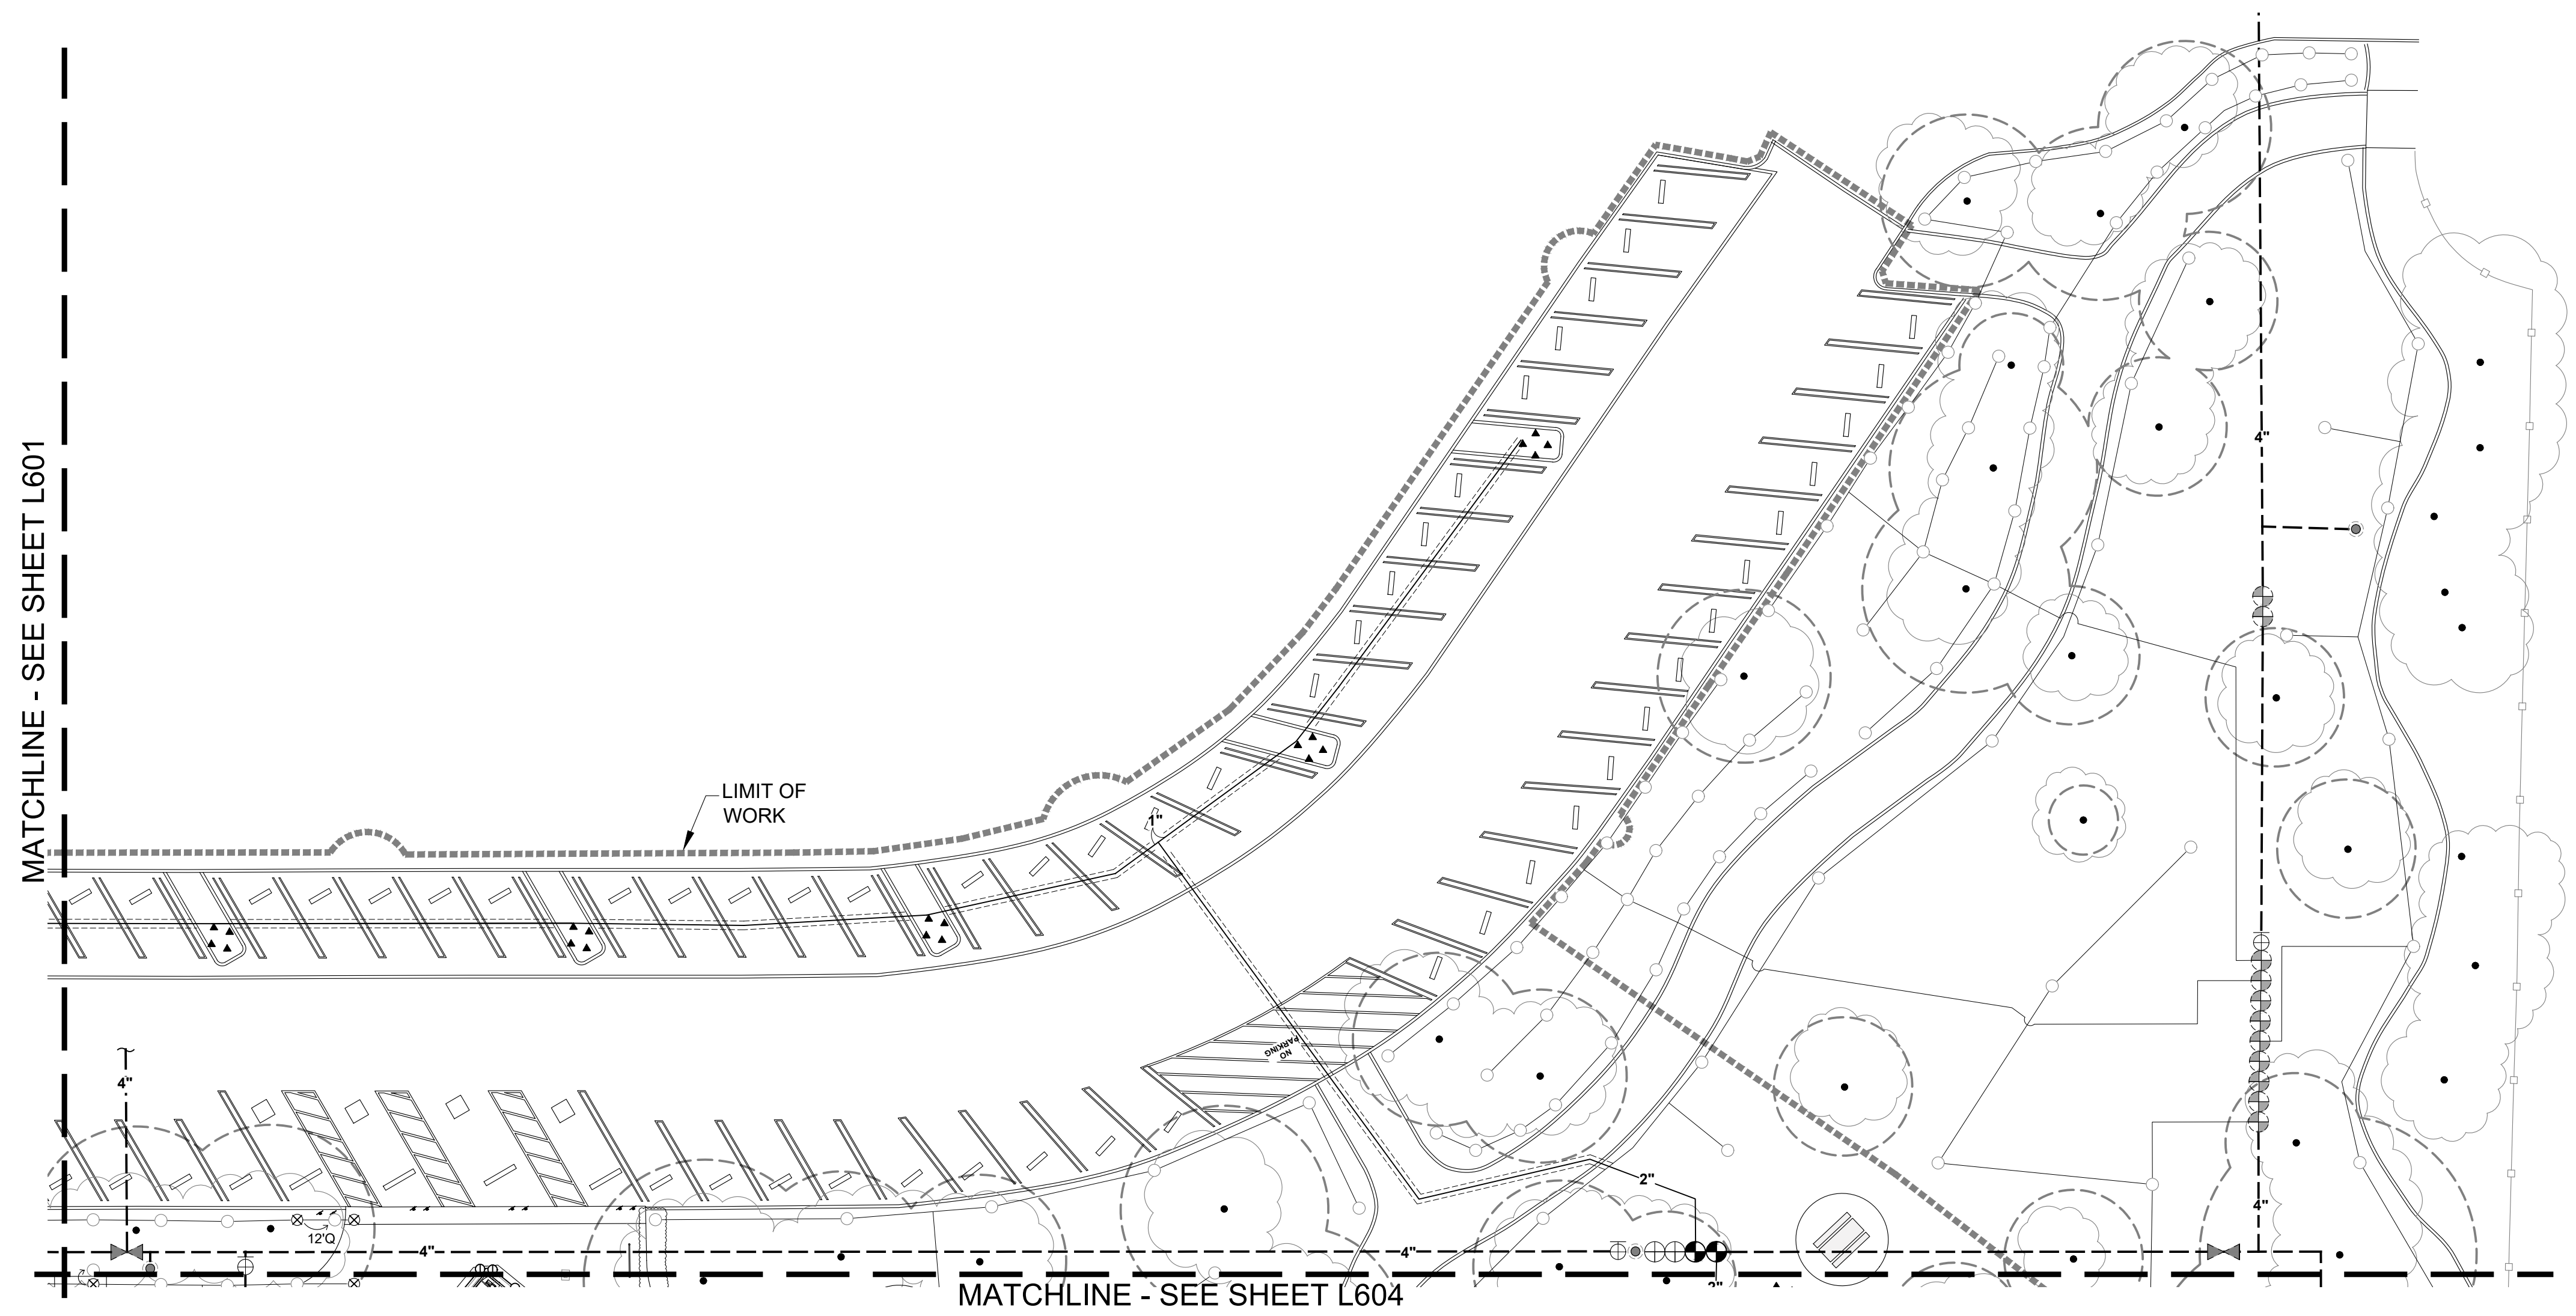 MATCHLINE - SEE SHEET L601
4"
LIMIT OF
WORK
1"
NO
PARKING
4"
2"
4"
12'Q
4"
4"
2"
MATCHLINE - SEE SHEET L604